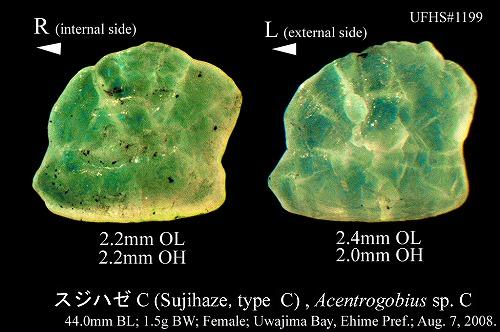 UFHS#1199
R (internal side)
L (external side)
2.2mm OL
2.2mm OH
2.4mm OL
2.0mm OH
スジハゼ C (Sujihaze, type C) , Acentrogobius sp. C
44.0mm BL; 1.5g BW; Female; Uwajima Bay, Ehime Pref.; Aug. 7, 2008.